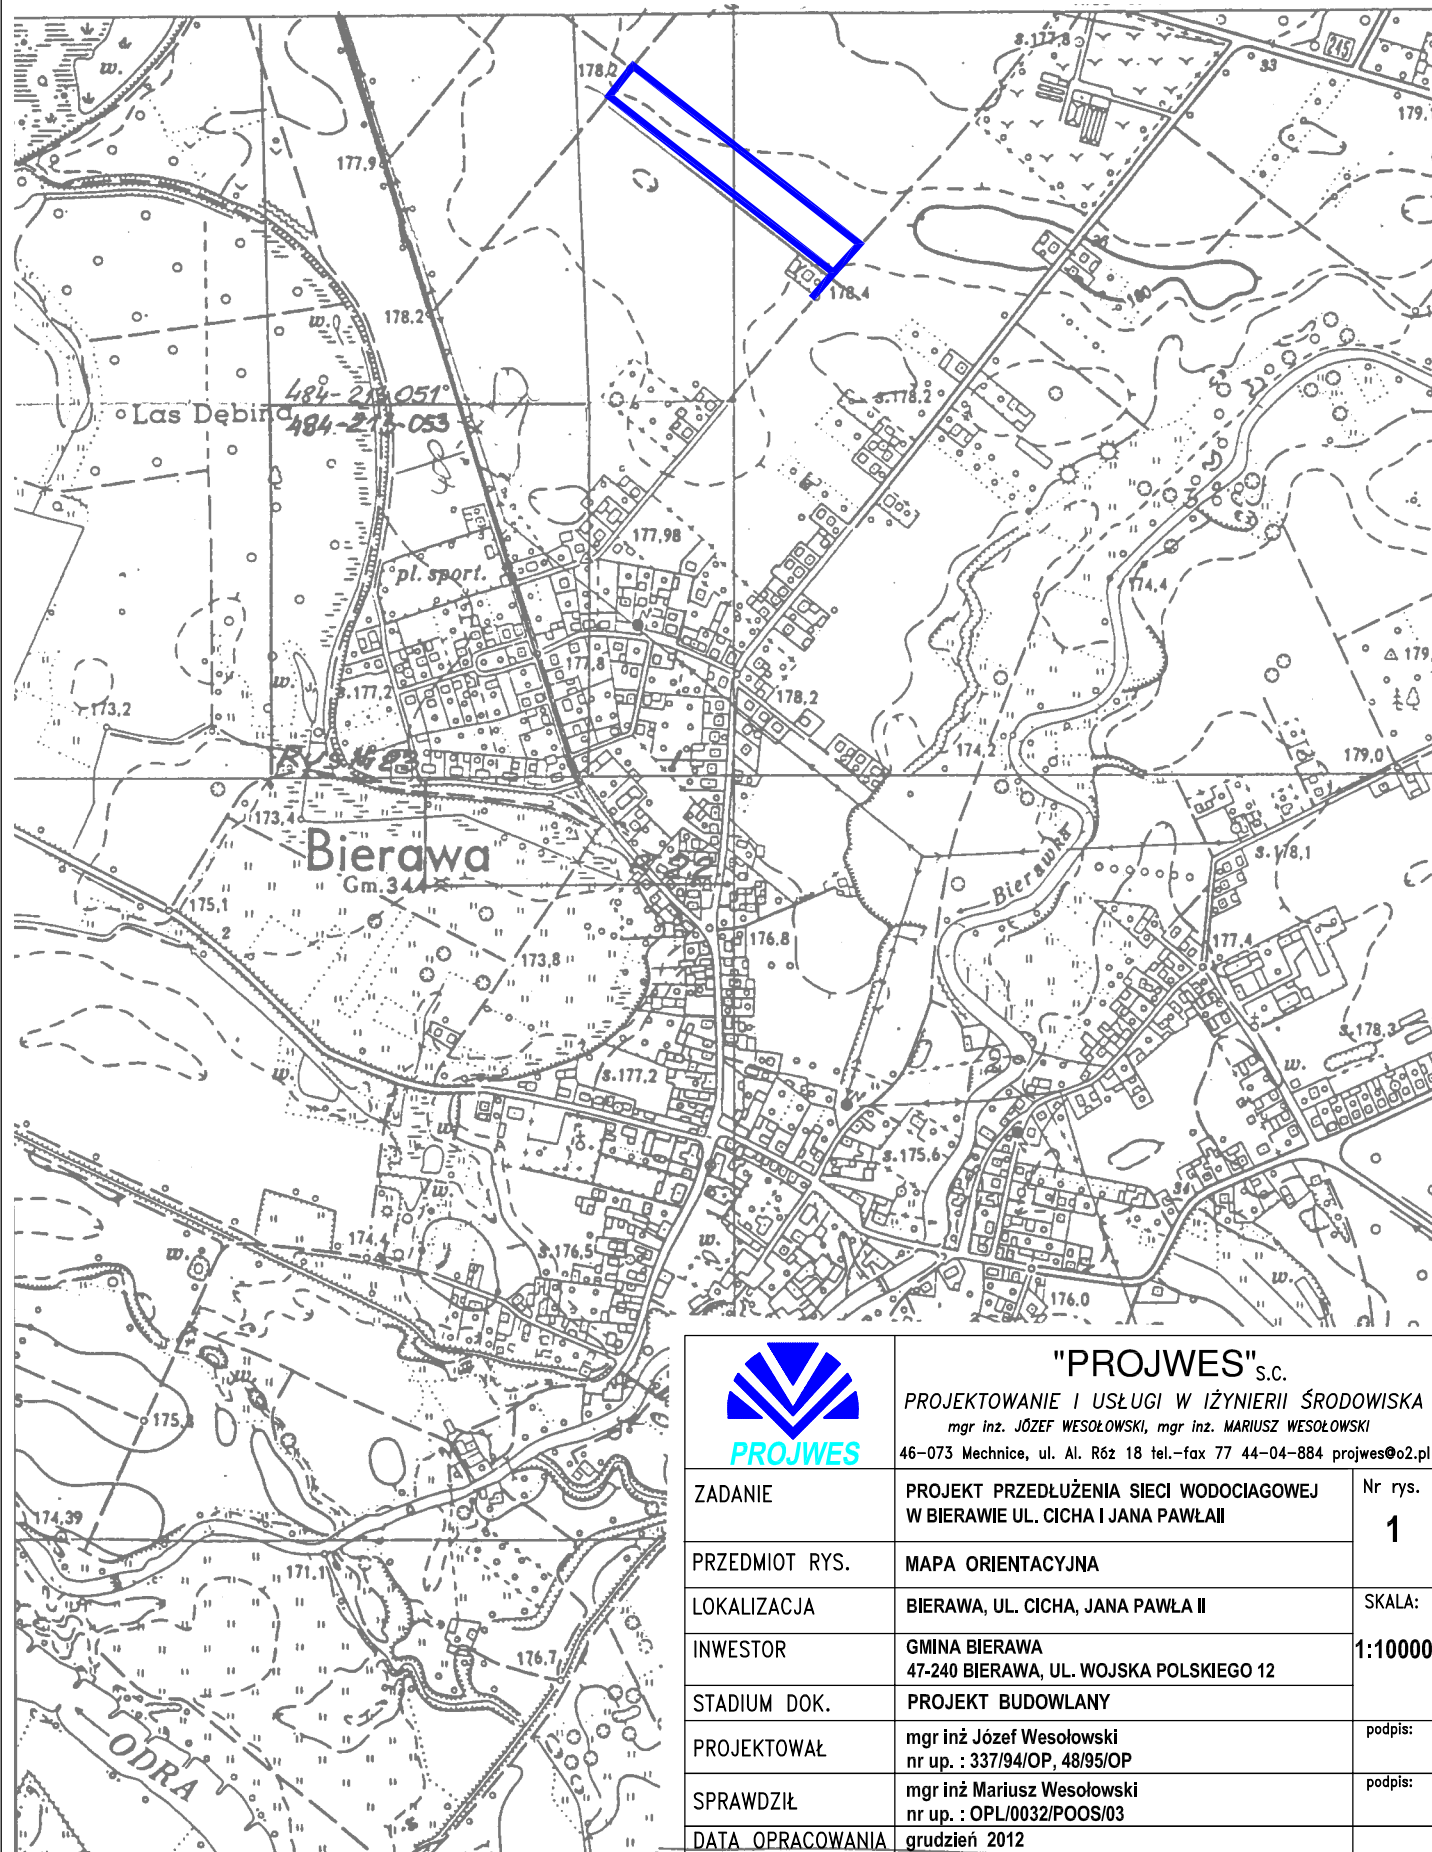 178,2
s.177,8
245
33
179,
w.
177,9
178,4
180
178,2
w.
484-213-051
Las Dębina
484-213-053
s.178,2
177,98
pl. sport.
174,4
177,8
179,
w.
s.177,2
178,2
173,2
174,2
179,0
173,4
Bierawa
Gm.344
22
Bierawka
s.178,1
175,1
2
176,8
177,4
173,8
s.178,3
w.
s.177,2
w.
w.
s.175,6
w.
174,4
s.176,5
w.
w.
w.
176.0
w.
175,3
174,39
171.1
176,7
ODRA
PROJWES
"PROJWES" S.C.
PROJEKTOWANIE I USŁUGI W IŻYNIERII ŚRODOWISKA
mgr inż. JÓZEF WESOŁOWSKI, mgr inż. MARIUSZ WESOŁOWSKI
46-073 Mechnice, ul. Al. Róż 18 tel.-fax 77 44-04-884 projwes@o2.pl
ZADANIE
PROJEKT PRZEDŁUŻENIA SIECI WODOCIAGOWEJ
W BIERAWIE UL. CICHA I JANA PAWŁAII
Nr rys.
1
PRZEDMIOT RYS.
MAPA ORIENTACYJNA
LOKALIZACJA
BIERAWA, UL. CICHA, JANA PAWŁA II
SKALA:
1:10000
INWESTOR
GMINA BIERAWA
47-240 BIERAWA, UL. WOJSKA POLSKIEGO 12
STADIUM DOK.
PROJEKT BUDOWLANY
PROJEKTOWAŁ
mgr inż Józef Wesołowski
nr up. : 337/94/OP, 48/95/OP
podpis:
SPRAWDZIŁ
mgr inż Mariusz Wesołowski
nr up. : OPL/0032/POOS/03
podpis:
DATA OPRACOWANIA
grudzień 2012